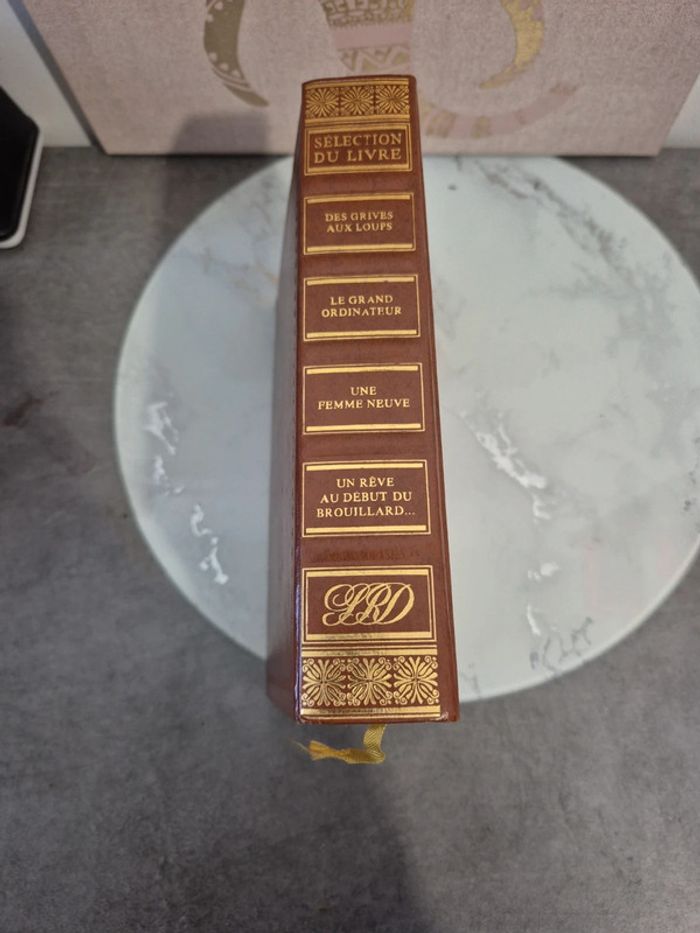 SÉLECTION
DU LIVRE
DES GRIVES
AUX LOUPS
LE GRAND
ORDINATEUR
UNE
FEMME NEUVE
UN RÊVE
AU DÉBUT DU
BROUILLARD...
SRD